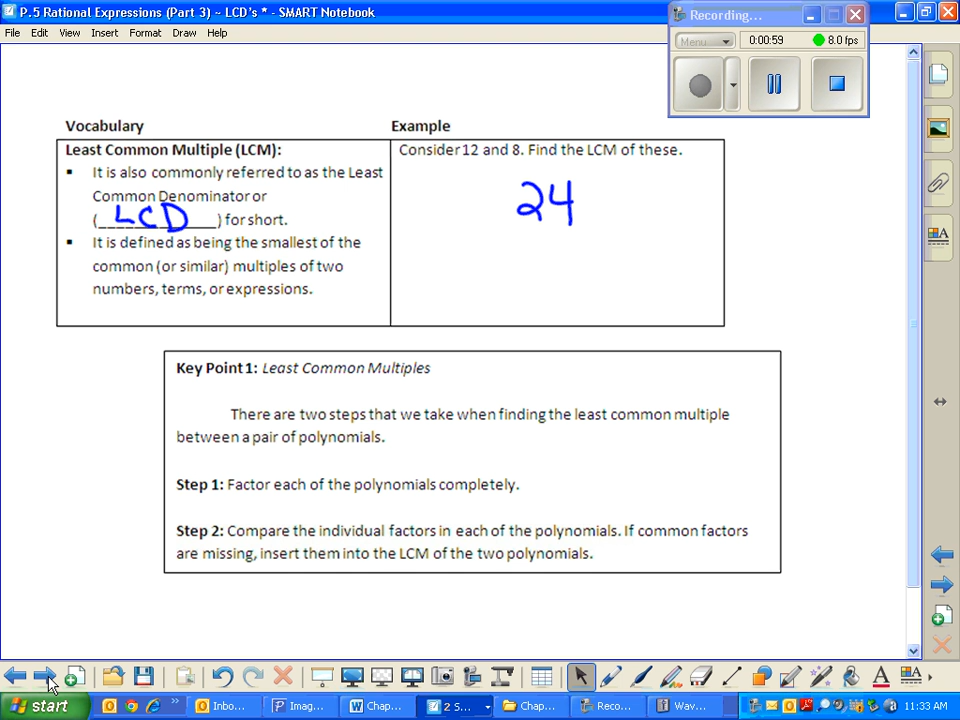 P.5 Rational Expressions (Part 3) ~ LCD's * - SMART Notebook
File Edit View Insert Format Draw Help
Recording...
Menu 0:00:59 8.0 fps
Vocabulary Example
Least Common Multiple (LCM): Consider 12 and 8. Find the LCM of these.
▪ It is also commonly referred to as the Least
Common Denominator or
(LCD) for short.
24
▪ It is defined as being the smallest of the
common (or similar) multiples of two
numbers, terms, or expressions.
Key Point 1: Least Common Multiples
There are two steps that we take when finding the least common multiple
between a pair of polynomials.
Step 1: Factor each of the polynomials completely.
Step 2: Compare the individual factors in each of the polynomials. If common factors
are missing, insert them into the LCM of the two polynomials.
start Inbo... Imag... Chap... 2 S... Chap... Reco... Wav... 11:33 AM